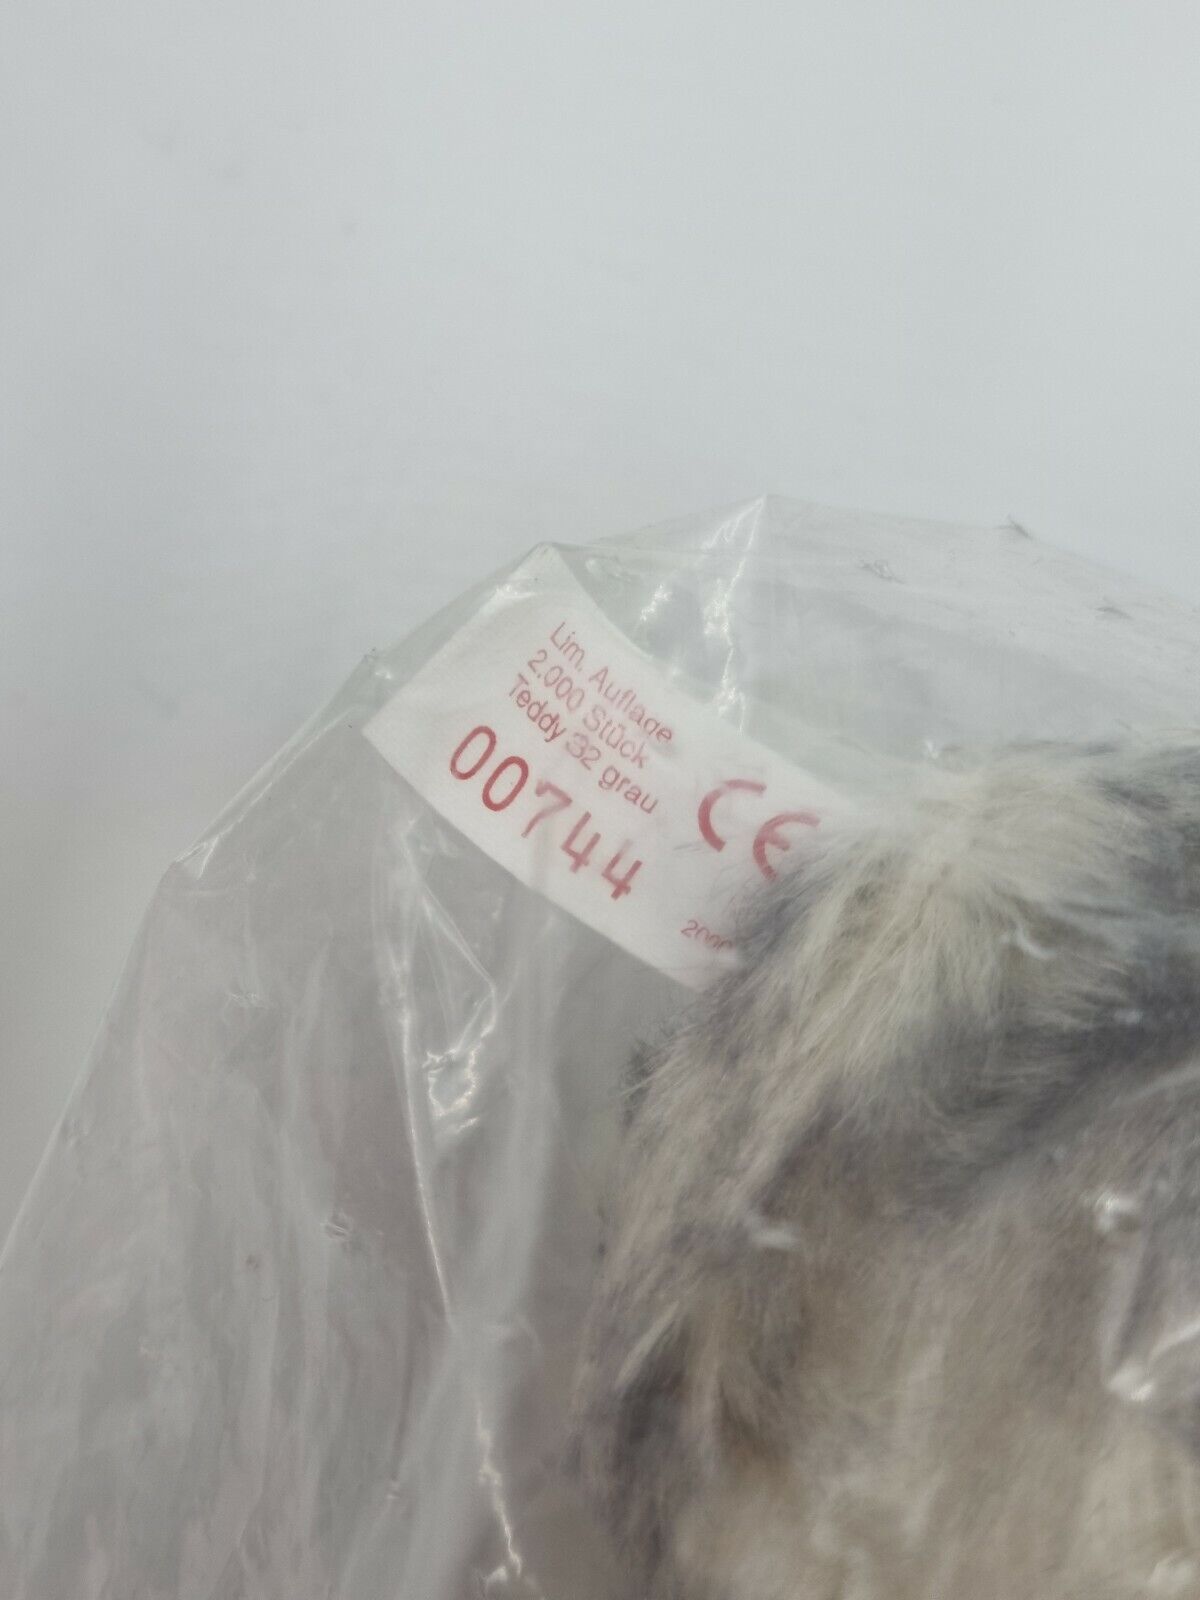 Lim. Auflage
2.000 Stück
Teddy 32 grau
00744
CE